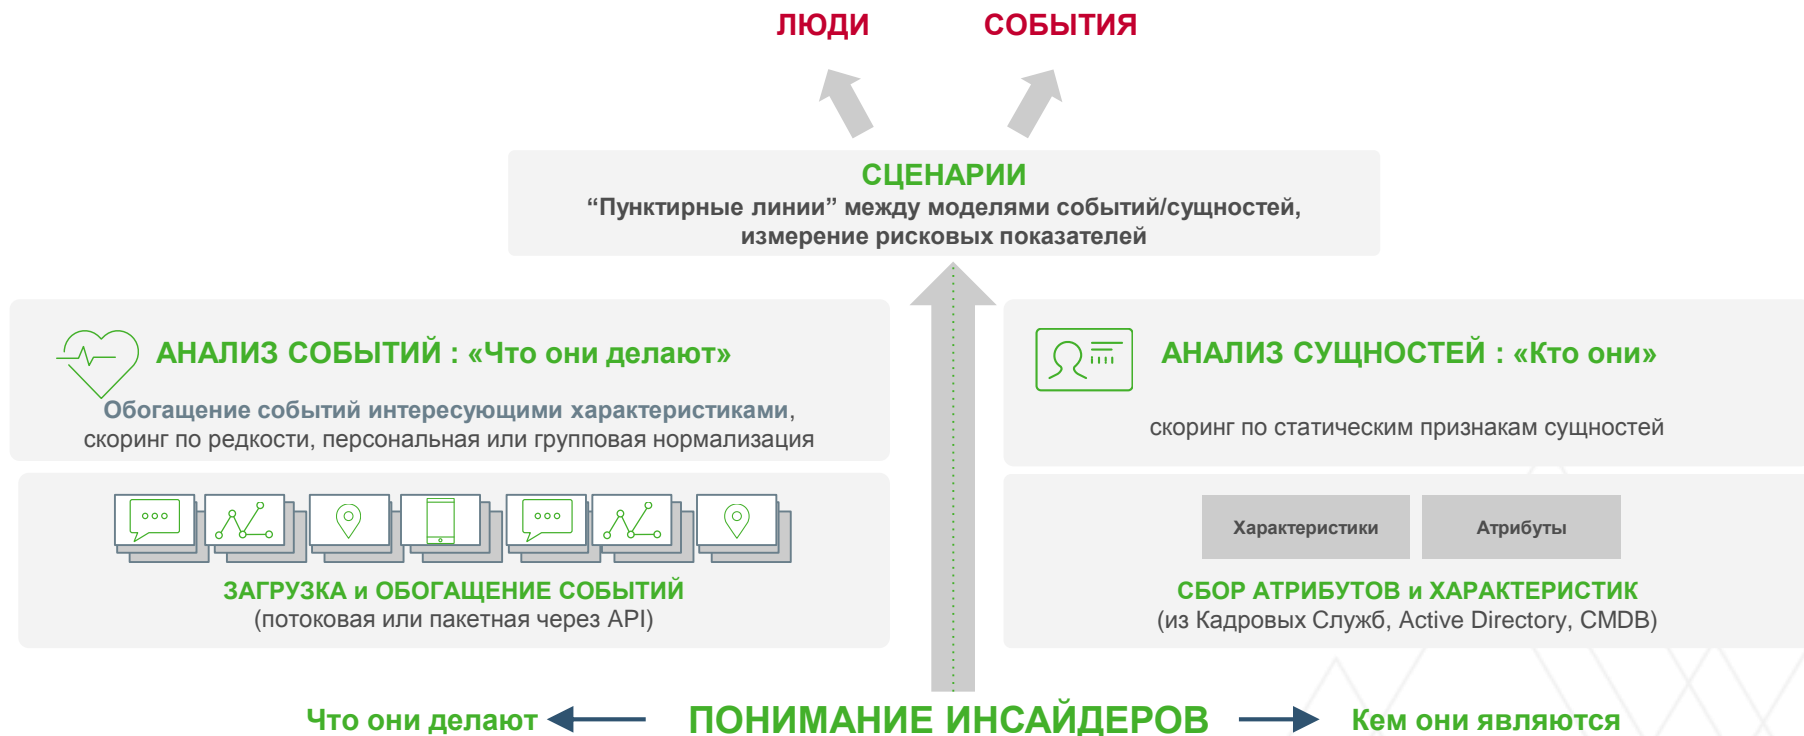 ЛЮДИ
СОБЫТИЯ
СЦЕНАРИИ
“Пунктирные линии” между моделями событий/сущностей,
измерение рисковых показателей
АНАЛИЗ СОБЫТИЙ : «Что они делают»
Обогащение событий интересующими характеристиками,
скоринг по редкости, персональная или групповая нормализация
ЗАГРУЗКА и ОБОГАЩЕНИЕ СОБЫТИЙ
(потоковая или пакетная через API)
АНАЛИЗ СУЩНОСТЕЙ : «Кто они»
скоринг по статическим признакам сущностей
Характеристики
Атрибуты
СБОР АТРИБУТОВ и ХАРАКТЕРИСТИК
(из Кадровых Служб, Active Directory, CMDB)
Что они делают
ПОНИМАНИЕ ИНСАЙДЕРОВ
Кем они являются